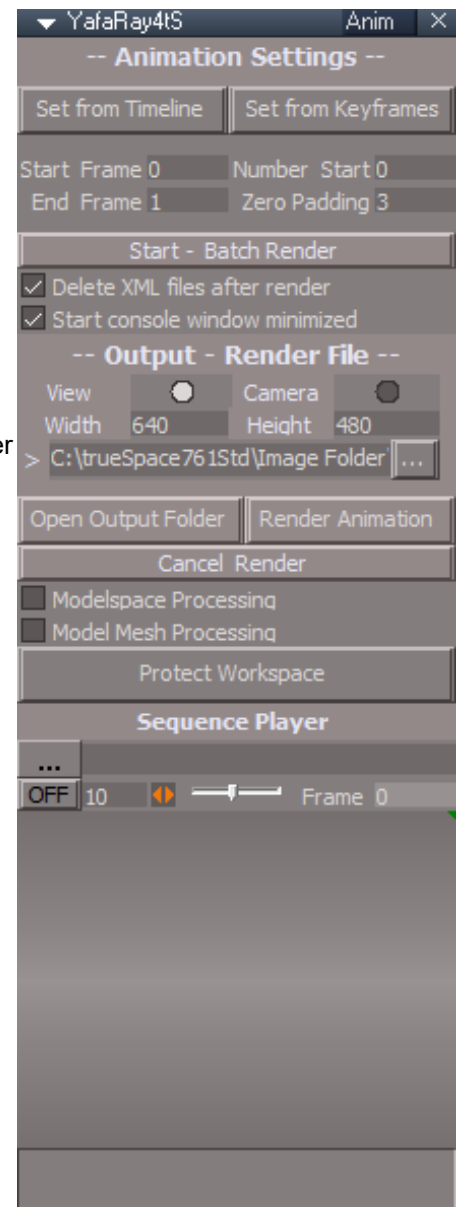 YafaRay4tS Anim ×
-- Animation Settings --
Set from Timeline Set from Keyframes
Start Frame 0 Number Start 0
End Frame 1 Zero Padding 3
Start - Batch Render
Delete XML files after render
Start console window minimized
-- Output - Render File --
View Camera
Width 640 Height 480
er
> C:\trueSpace761Std\Image Folder ...
Open Output Folder Render Animation
Cancel Render
Modelspace Processing
Model Mesh Processing
Protect Workspace
Sequence Player
...
OFF 10 Frame 0